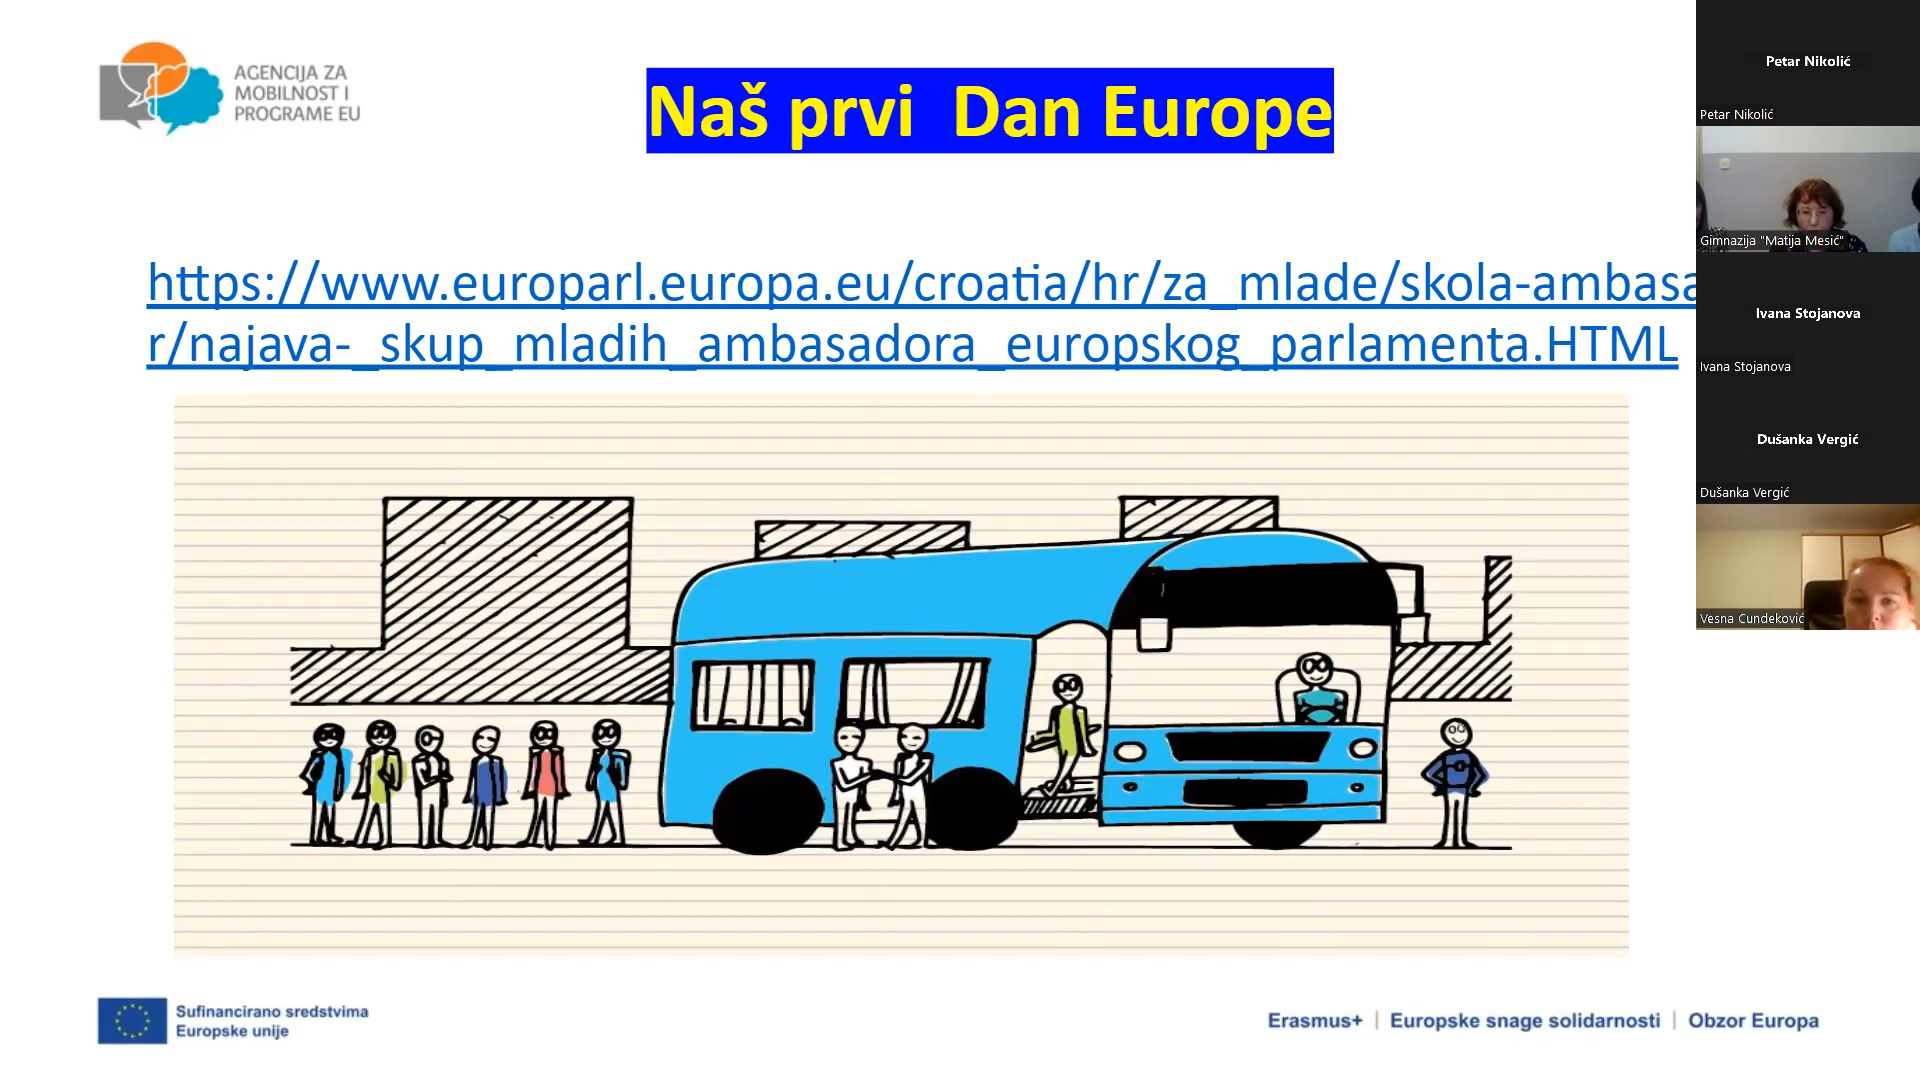 AGENCIJA ZA
MOBILNOST I
PROGRAME EU
Naš prvi  Dan Europe
https://www.europarl.europa.eu/croatia/hr/za_mlade/skola-ambasa
r/najava-_skup_mladih_ambasadora_europskog_parlamenta.HTML
Sufinancirano sredstvima
Europske unije
Erasmus+ | Europske snage solidarnosti | Obzor Europa
Petar Nikolić
Petar Nikolić
Gimnazija "Matija Mesić"
Ivana Stojanova
Ivana Stojanova
Dušanka Vergić
Dušanka Vergić
Vesna Cundeković